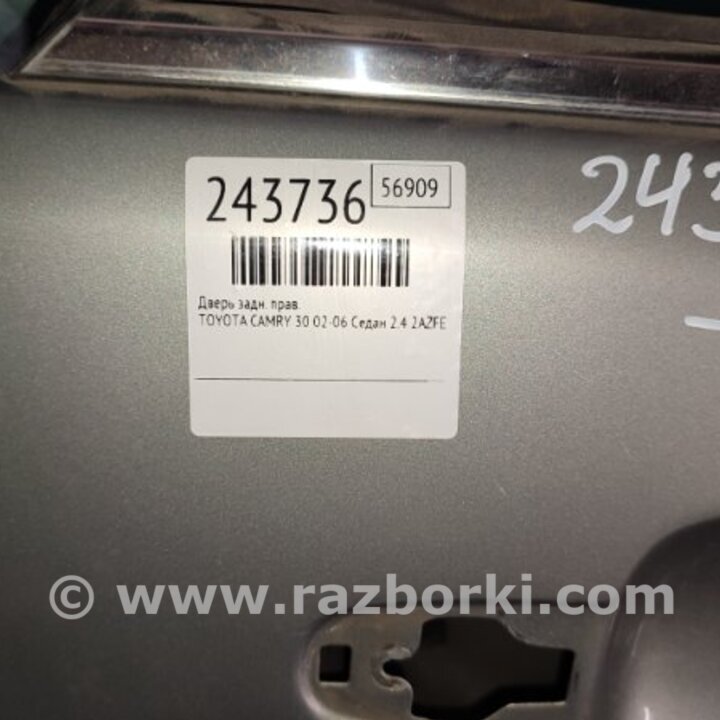 243736 56909
243
Дверь задн. прав.
TOYOTA CAMRY 30 02-06 Седан 2.4 2AZFE
© www.razborki.com